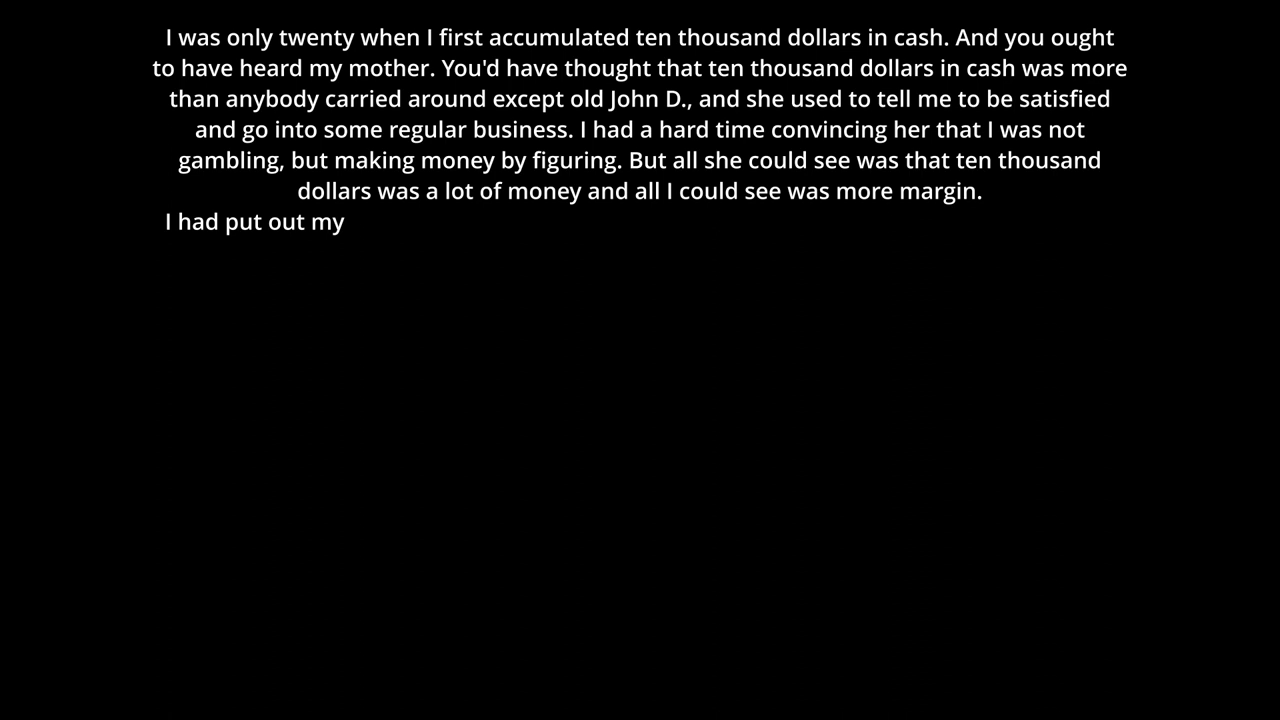 I was only twenty when I first accumulated ten thousand dollars in cash. And you ought
to have heard my mother. You'd have thought that ten thousand dollars in cash was more
than anybody carried around except old John D., and she used to tell me to be satisfied
and go into some regular business. I had a hard time convincing her that I was not
gambling, but making money by figuring. But all she could see was that ten thousand
dollars was a lot of money and all I could see was more margin.
I had put out my